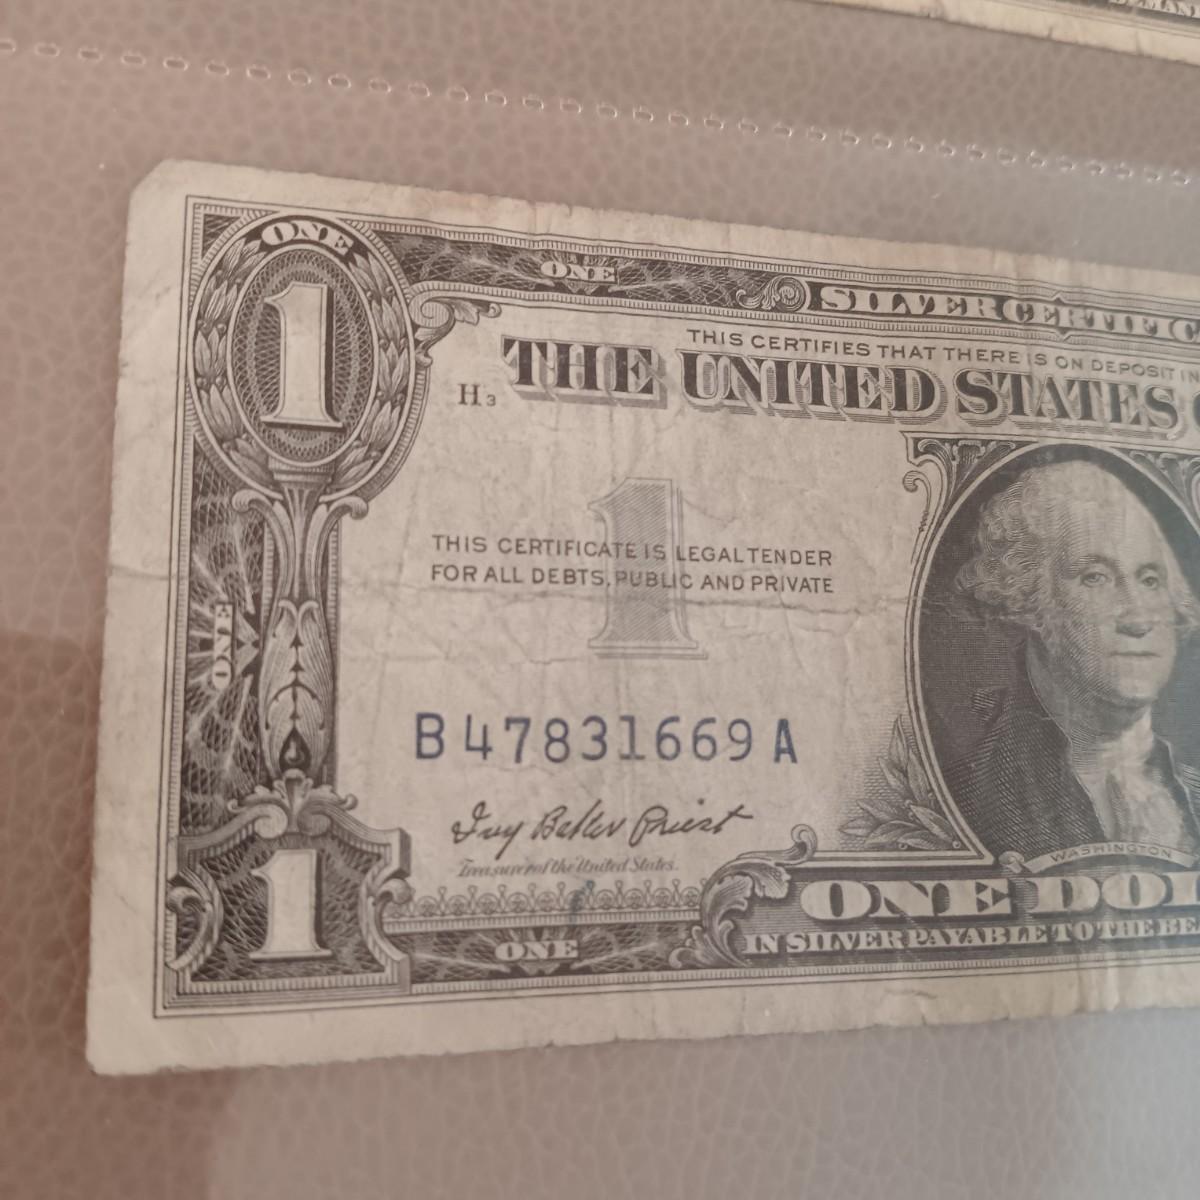 ONE
ONE
SILVER CERTIFIC
1
THIS CERTIFIES THAT THERE IS ON DEPOSIT IN
H3
THE UNITED STATES
1
THIS CERTIFICATE IS LEGAL TENDER
FOR ALL DEBTS, PUBLIC AND PRIVATE
ONE
B 47831669 A
Ivy Baker Priest
Treasurer of the United States.
WASHINGTON
1
ONE DOL
ONE
IN SILVER PAYABLE TO THE BE